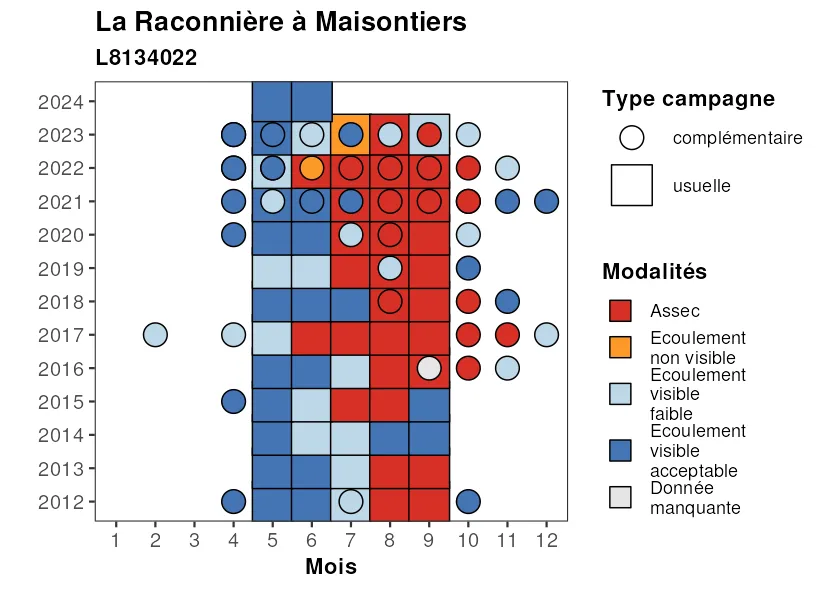 La Raconnière à Maisontiers
L8134022
2024
2023
2022
2021
2020
2019
2018
2017
2016
2015
2014
2013
2012
1 2 3 4 5 6 7 8 9 10 11 12
Mois
Type campagne
complémentaire
usuelle
Modalités
Assec
Ecoulement
non visible
Ecoulement
visible
faible
Ecoulement
visible
acceptable
Donnée
manquante